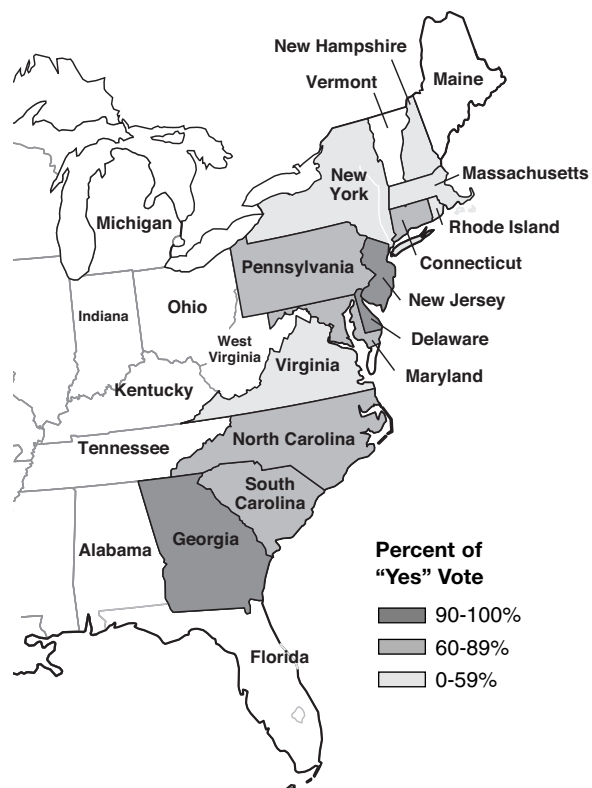 New Hampshire
Vermont
Maine
New
York
Massachusetts
Michigan
Rhode Island
Pennsylvania
Connecticut
New Jersey
Ohio
Indiana
Delaware
West
Virginia
Virginia
Maryland
Kentucky
North Carolina
Tennessee
South
Carolina
Georgia
Alabama
Percent of
“Yes” Vote
90-100%
60-89%
0-59%
Florida